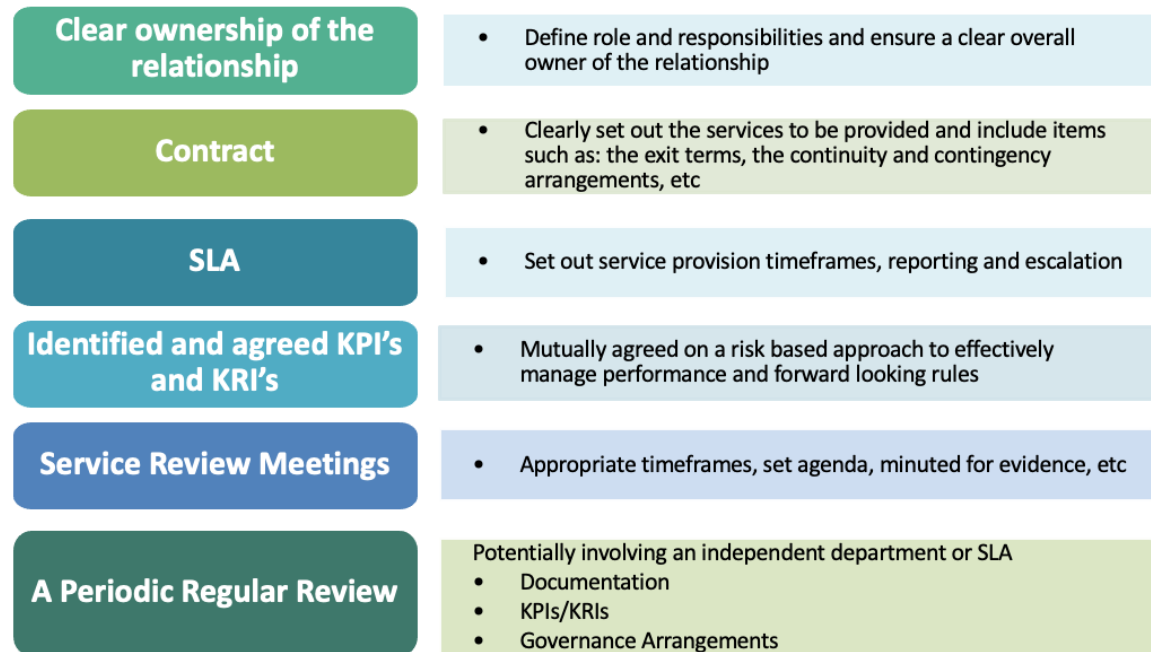 Clear ownership of the
relationship
• Define role and responsibilities and ensure a clear overall
owner of the relationship
Contract
• Clearly set out the services to be provided and include items
such as: the exit terms, the continuity and contingency
arrangements, etc
SLA
• Set out service provision timeframes, reporting and escalation
Identified and agreed KPI's
and KRI's
• Mutually agreed on a risk based approach to effectively
manage performance and forward looking rules
Service Review Meetings
• Appropriate timeframes, set agenda, minuted for evidence, etc
A Periodic Regular Review
Potentially involving an independent department or SLA
• Documentation
• KPIs/KRIs
• Governance Arrangements